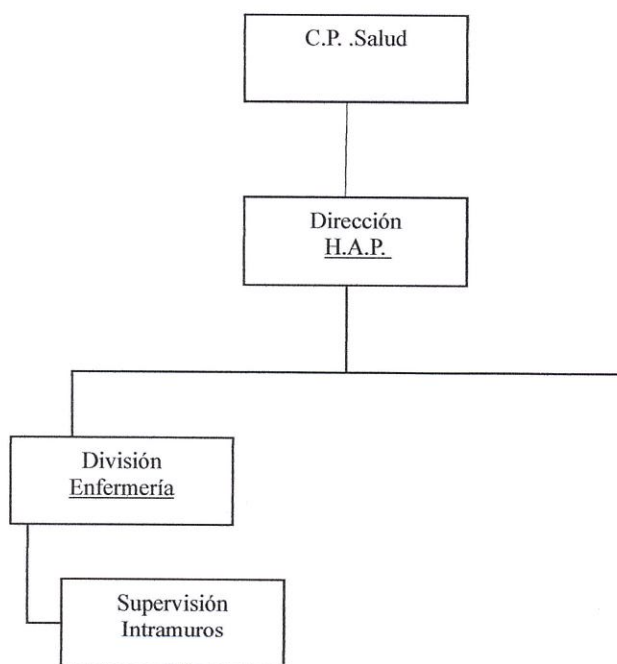 C.P. .Salud
Dirección
H.A.P.
División
Enfermería
Supervisión
Intramuros